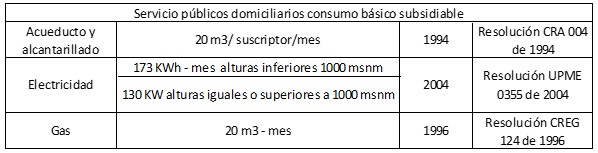 Servicio públicos domiciliarios consumo básico subsidiable
Acueducto y alcantarillado 20 m3/ suscriptor/mes 1994 Resolución CRA 004 de 1994
Electricidad 173 KWh - mes alturas inferiores 1000 msnm 2004 Resolución UPME 0355 de 2004
130 KW alturas iguales o superiores a 1000 msnm
Gas 20 m3 - mes 1996 Resolución CREG 124 de 1996